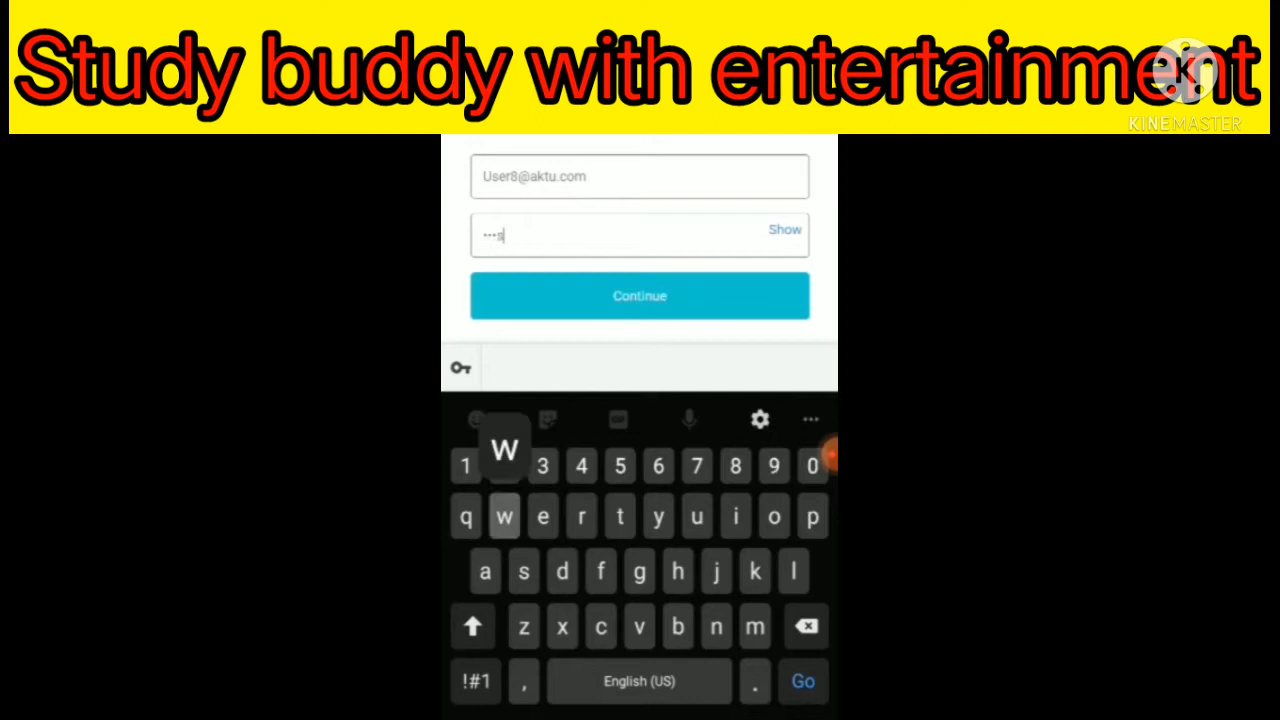 Study buddy with entertainment
KINEMASTER
User8@aktu.com
···s
Show
Continue
W
1 3 4 5 6 7 8 9 0
q w e r t y u i o p
a s d f g h j k l
z x c v b n m
!#1 , English (US) . Go